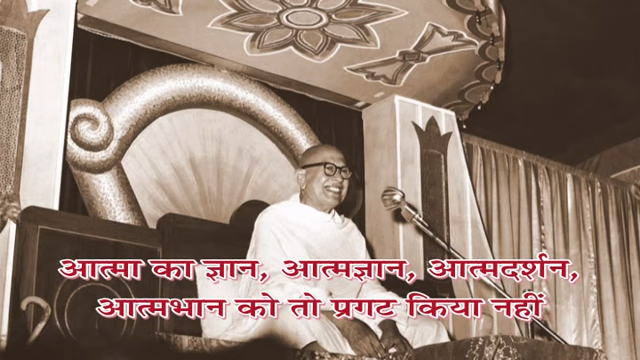 आत्मा का ज्ञान, आत्मज्ञान, आत्मदर्शन,
आत्मभान को तो प्रगट किया नहीं